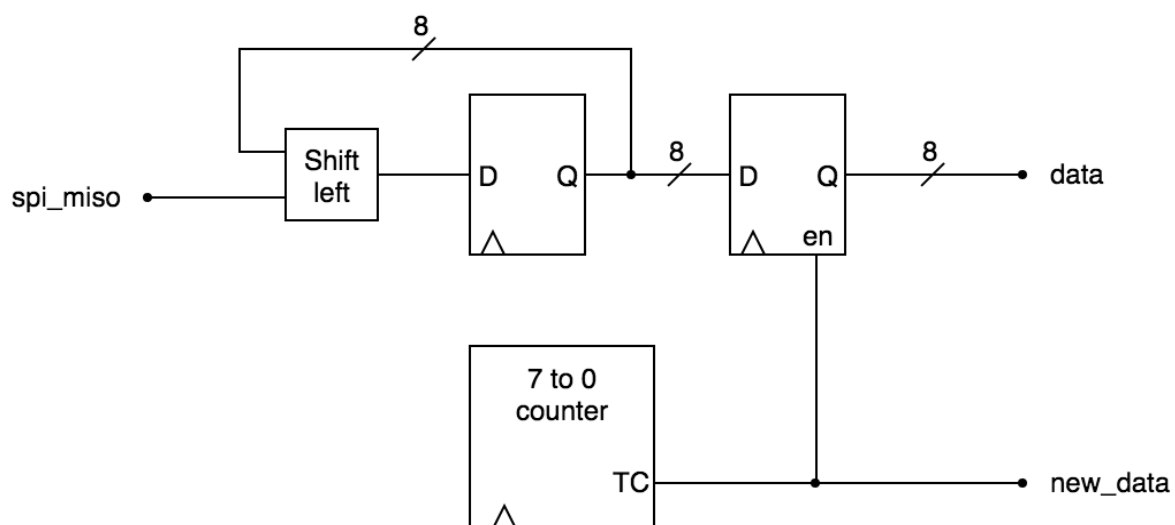 8
Shift
left
spi_miso
D
Q
8
D
Q
en
8
data
7 to 0
counter
TC
new_data